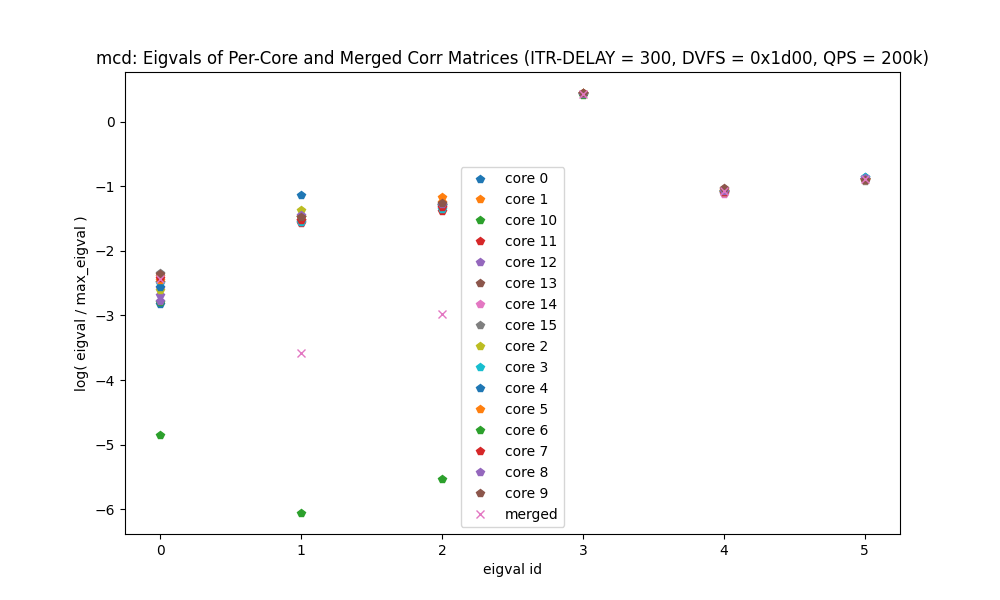 mcd: Eigvals of Per-Core and Merged Corr Matrices (ITR-DELAY = 300, DVFS = 0x1d00, QPS = 200k)
log( eigval / max_eigval )
0
−1
−2
−3
−4
−5
−6
core 0
core 1
core 10
core 11
core 12
core 13
core 14
core 15
core 2
core 3
core 4
core 5
core 6
core 7
core 8
core 9
merged
0 1 2 3 4 5
eigval id